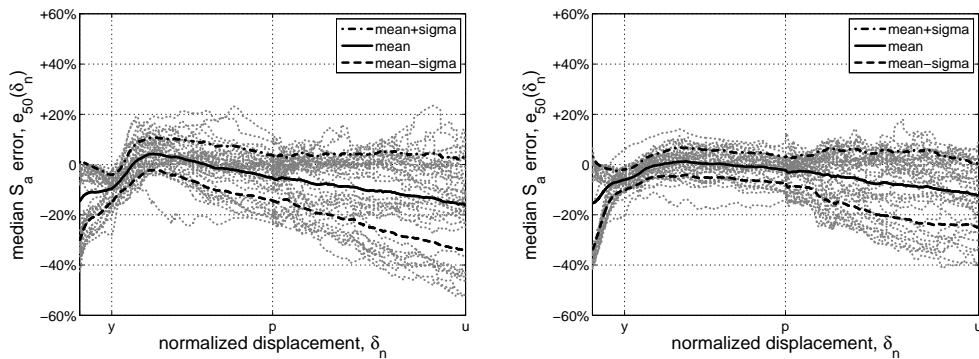 +60%
+40%
+20%
0
−20%
−40%
−60%
median S_a error, e_50(δ_n)
mean+sigma
mean
mean−sigma
y
p
u
normalized displacement, δ_n
+60%
+40%
+20%
0
−20%
−40%
−60%
median S_a error, e_50(δ_n)
mean+sigma
mean
mean−sigma
y
p
u
normalized displacement, δ_n